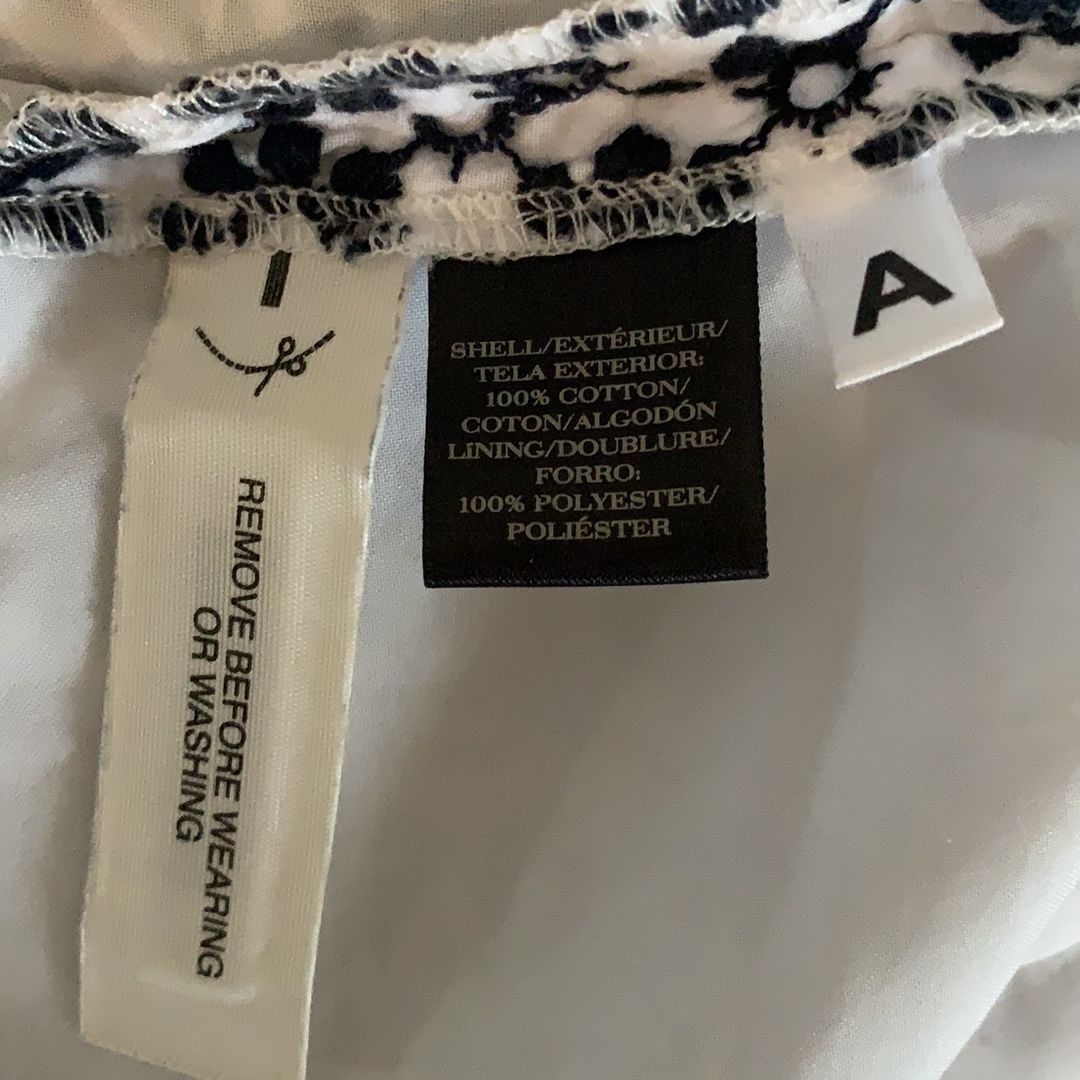 REMOVE BEFORE WEARING
OR WASHING
SHELL/EXTÉRIEUR/
TELA EXTERIOR:
100% COTTON/
COTON/ALGODÓN
LINING/DOUBLURE/
FORRO:
100% POLYESTER/
POLIÉSTER
A